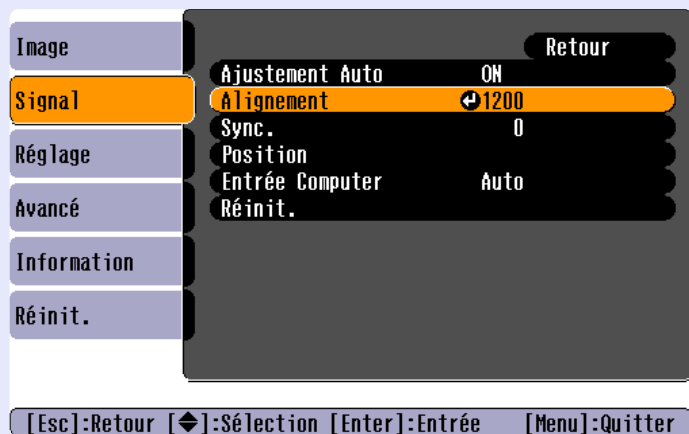 Image
Signal
Réglage
Avancé
Information
Réinit.
Retour
Ajustement Auto ON
Alignement 1200
Sync. 0
Position
Entrée Computer Auto
Réinit.
[Esc]:Retour [◆]:Sélection [Enter]:Entrée [Menu]:Quitter